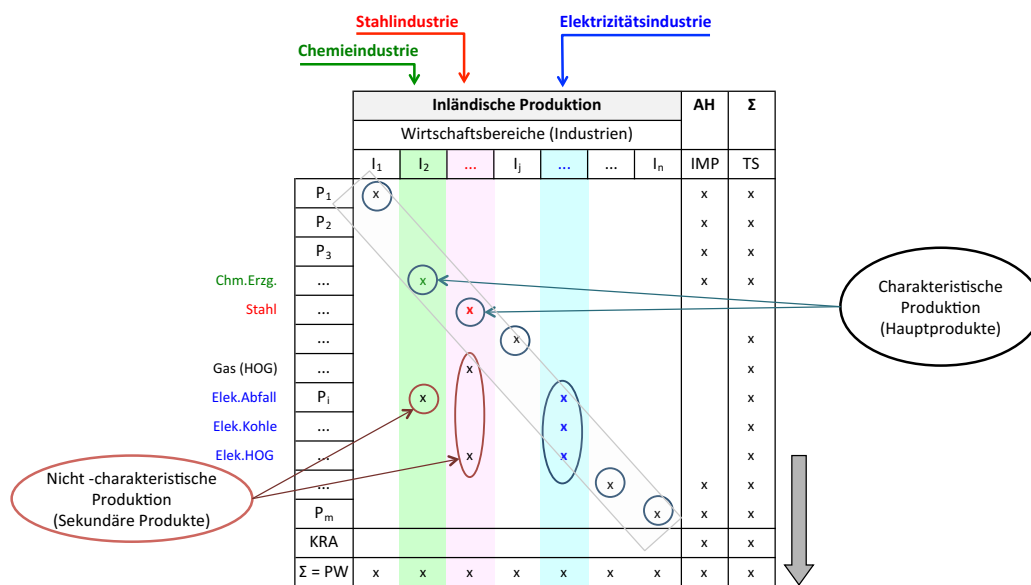 Stahlindustrie
Elektrizitätsindustrie
Chemieindustrie
Inländische Produktion AH Σ
Wirtschaftsbereiche (Industrien)
I1 I2 ... Ij ... ... In IMP TS
P1 x x x
P2 x x
P3 x x
Chm.Erzg. ... x x x
Stahl ... x
... x x
Gas (HOG) ... x x
Elek.Abfall Pi x x x
Elek.Kohle ... x x
Elek.HOG ... x x x
... x x x
Pm x x x
KRA x x
Σ = PW x x x x x x x x x
Charakteristische
Produktion
(Hauptprodukte)
Nicht -charakteristische
Produktion
(Sekundäre Produkte)